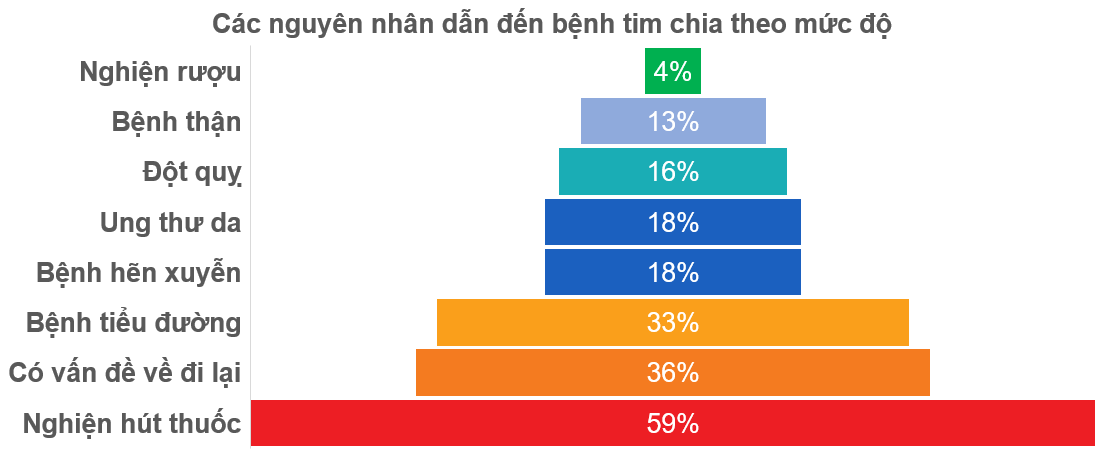 Các nguyên nhân dẫn đến bệnh tim chia theo mức độ
Nghiện rượu 4%
Bệnh thận 13%
Đột quỵ 16%
Ung thư da 18%
Bệnh hẽn xuyễn 18%
Bệnh tiểu đường 33%
Có vấn đề về đi lại 36%
Nghiện hút thuốc 59%